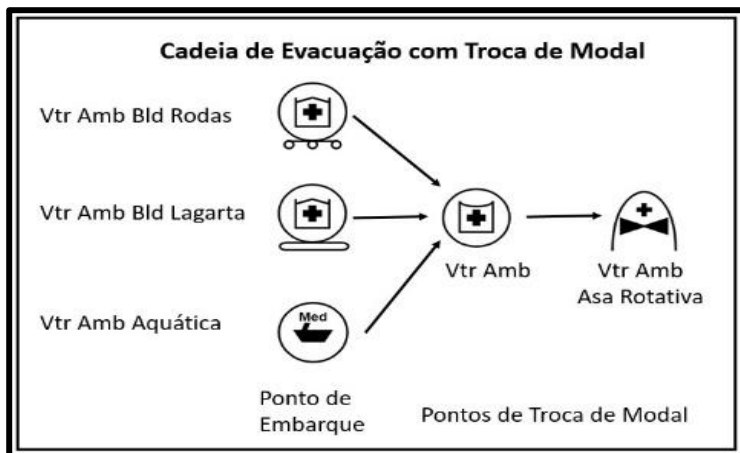 Cadeia de Evacuação com Troca de Modal
Vtr Amb Bld Rodas
Vtr Amb Bld Lagarta
Vtr Amb
Vtr Amb
Asa Rotativa
Vtr Amb Aquática
Med
Ponto de
Embarque
Pontos de Troca de Modal